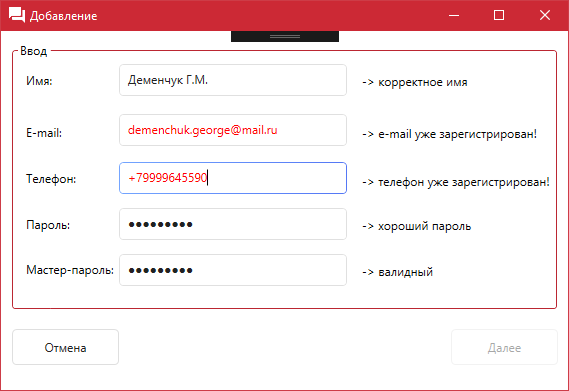 Добавление
Ввод
Имя: Деменчук Г.М. -> корректное имя
E-mail: demenchuk.george@mail.ru -> e-mail уже зарегистрирован!
Телефон: +79999645590 -> телефон уже зарегистрирован!
Пароль: ●●●●●●●●● -> хороший пароль
Мастер-пароль: ●●●●●●●●● -> валидный
Отмена Далее